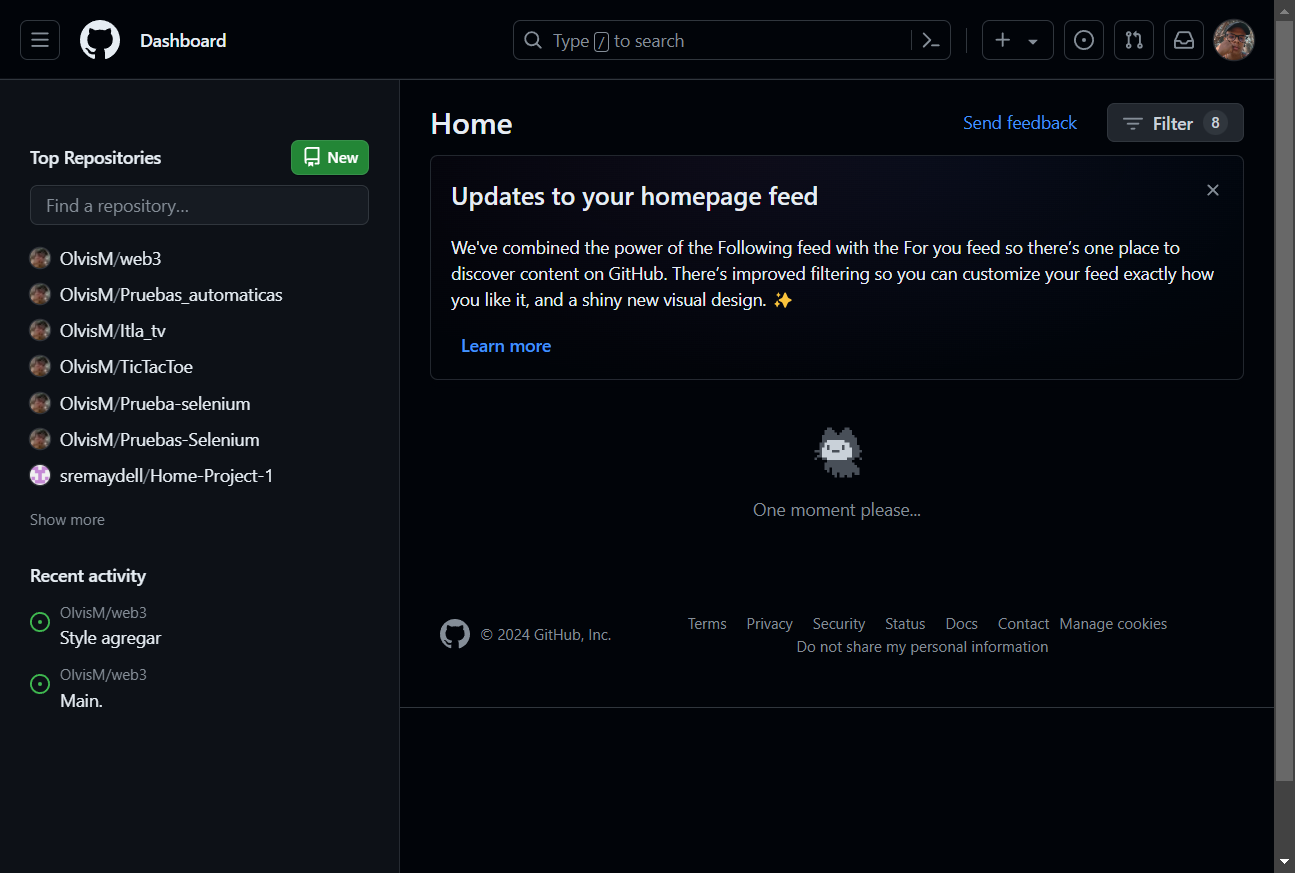 Dashboard
Type / to search
Top Repositories
New
Find a repository...
OlvisM/web3
OlvisM/Pruebas_automaticas
OlvisM/Itla_tv
OlvisM/TicTacToe
OlvisM/Prueba-selenium
OlvisM/Pruebas-Selenium
sremaydell/Home-Project-1
Show more
Recent activity
OlvisM/web3
Style agregar
OlvisM/web3
Main.
Home
Send feedback
Filter 8
Updates to your homepage feed
We've combined the power of the Following feed with the For you feed so there’s one place to
discover content on GitHub. There’s improved filtering so you can customize your feed exactly how
you like it, and a shiny new visual design. ✨
Learn more
One moment please...
© 2024 GitHub, Inc.
Terms Privacy Security Status Docs Contact Manage cookies
Do not share my personal information